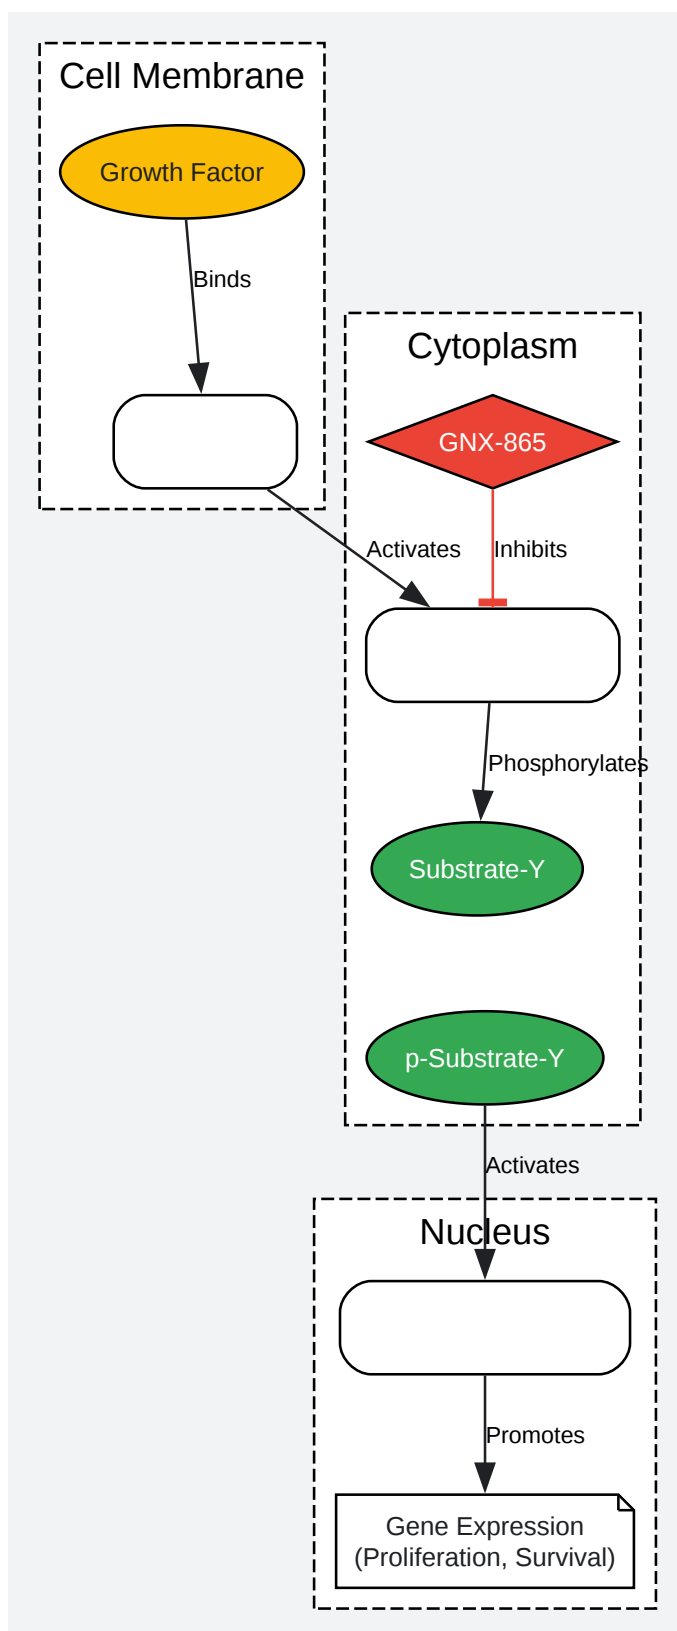 Cell Membrane
Growth Factor
Binds
Cytoplasm
GNX-865
Activates
Inhibits
Phosphorylates
Substrate-Y
p-Substrate-Y
Activates
Nucleus
Promotes
Gene Expression
(Proliferation, Survival)